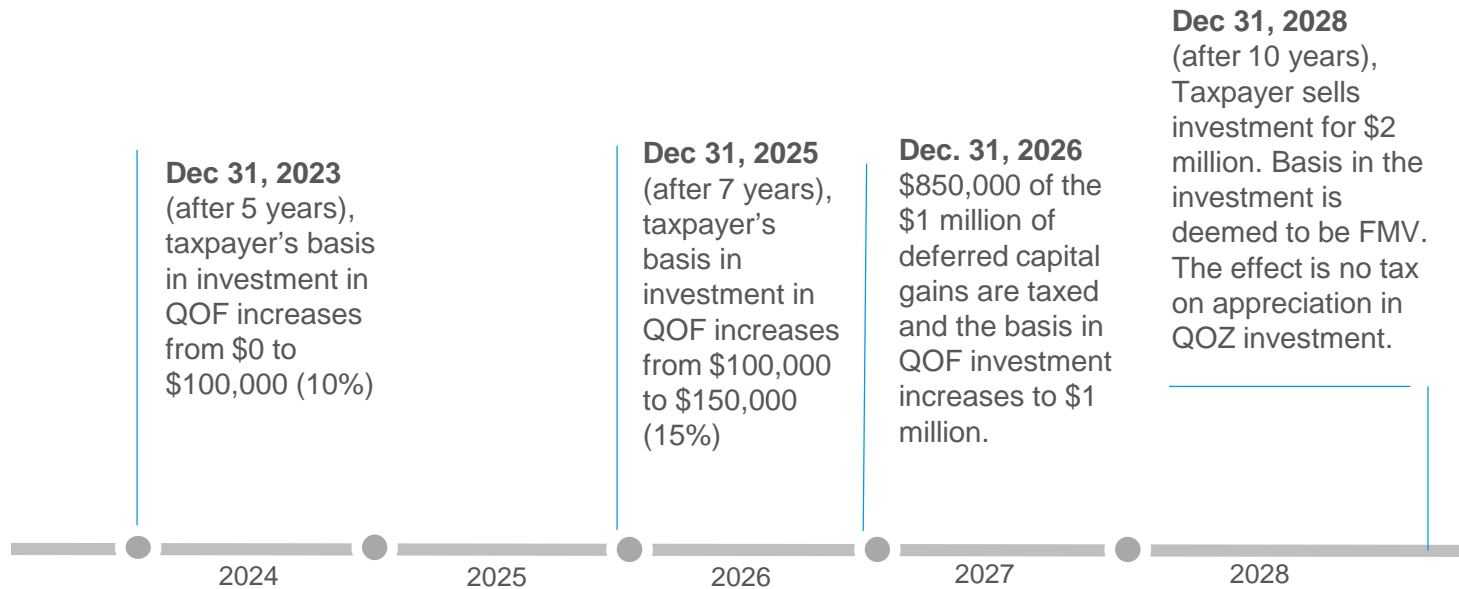 Dec 31, 2023
(after 5 years),
taxpayer's basis
in investment in
QOF increases
from $0 to
$100,000 (10%)
Dec 31, 2025
(after 7 years),
taxpayer's
basis in
investment in
QOF increases
from $100,000
to $150,000
(15%)
Dec. 31, 2026
$850,000 of the
$1 million of
deferred capital
gains are taxed
and the basis in
QOF investment
increases to $1
million.
Dec 31, 2028
(after 10 years),
Taxpayer sells
investment for $2
million. Basis in the
investment is
deemed to be FMV.
The effect is no tax
on appreciation in
QOZ investment.
2024
2025
2026
2027
2028